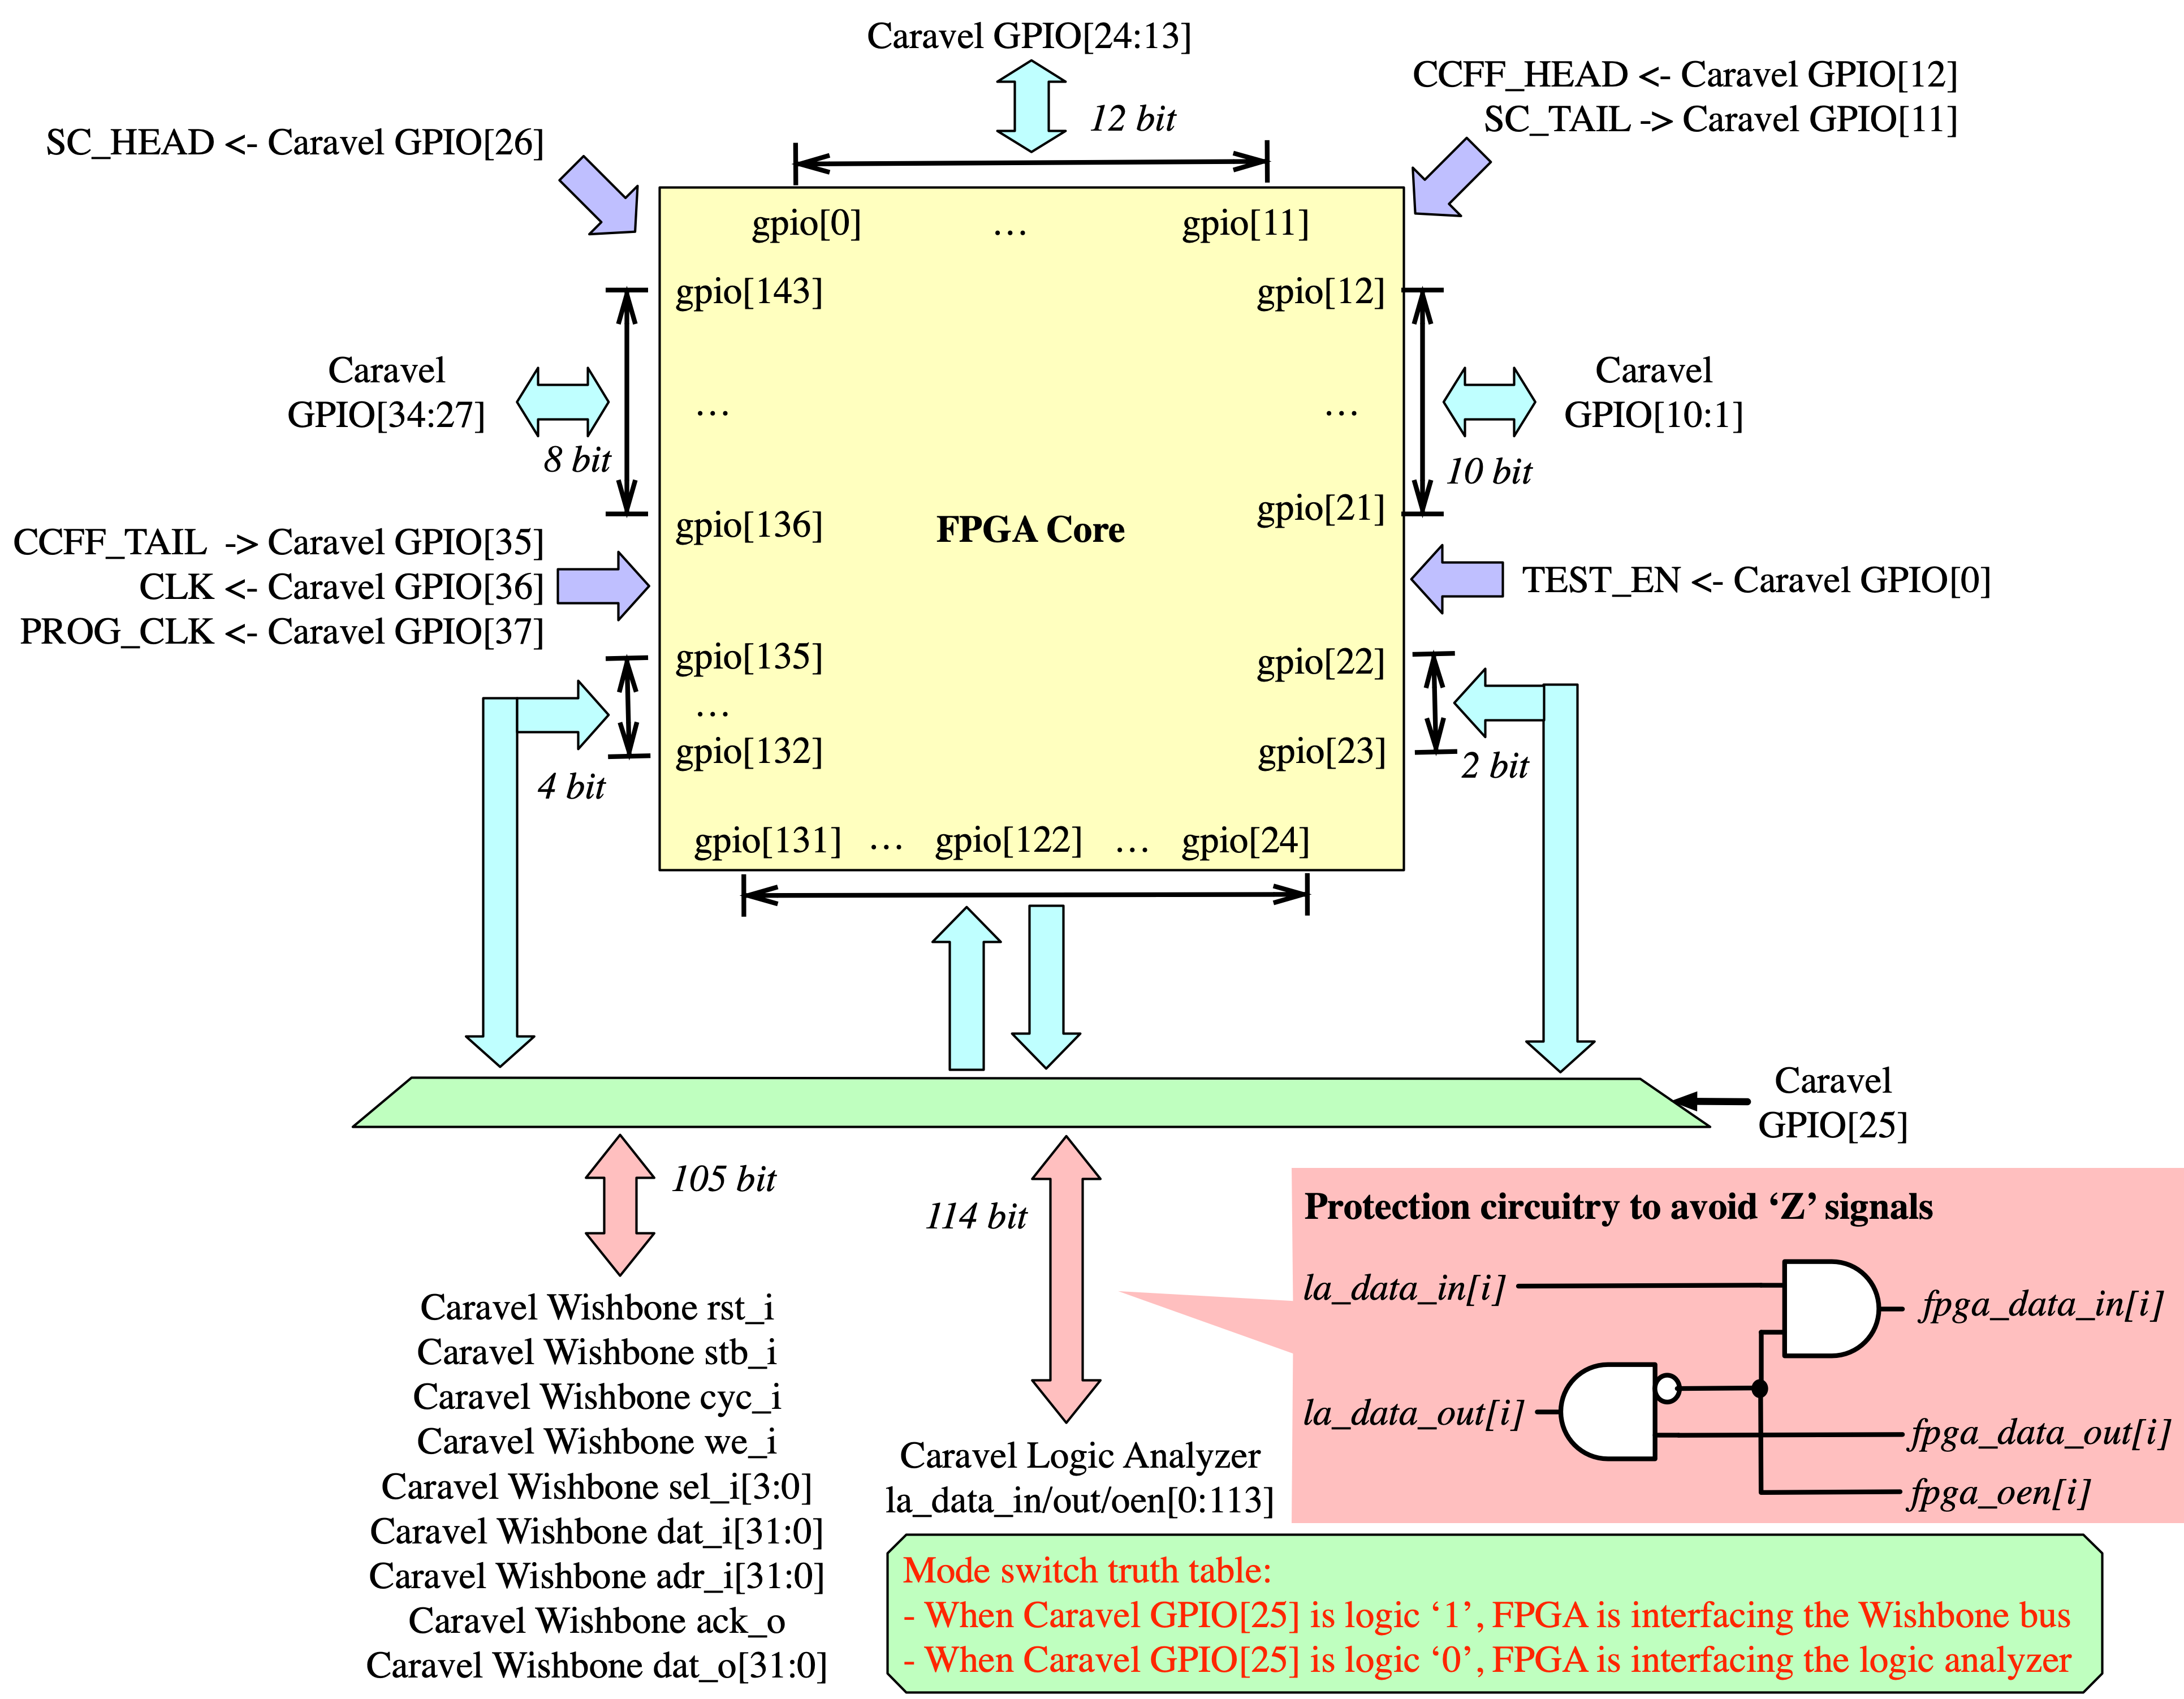 Caravel GPIO[24:13]
12 bit
CCFF_HEAD <- Caravel GPIO[12]
SC_TAIL -> Caravel GPIO[11]
SC_HEAD <- Caravel GPIO[26]
gpio[0] … gpio[11]
gpio[143]
gpio[12]
Caravel
GPIO[34:27]
8 bit
…
…
Caravel
GPIO[10:1]
10 bit
gpio[136]
FPGA Core
gpio[21]
CCFF_TAIL -> Caravel GPIO[35]
CLK <- Caravel GPIO[36]
PROG_CLK <- Caravel GPIO[37]
TEST_EN <- Caravel GPIO[0]
gpio[135]
…
gpio[132]
4 bit
gpio[22]
gpio[23]
2 bit
gpio[131] … gpio[122] … gpio[24]
Caravel
GPIO[25]
105 bit
114 bit
Caravel Wishbone rst_i
Caravel Wishbone stb_i
Caravel Wishbone cyc_i
Caravel Wishbone we_i
Caravel Wishbone sel_i[3:0]
Caravel Wishbone dat_i[31:0]
Caravel Wishbone adr_i[31:0]
Caravel Wishbone ack_o
Caravel Wishbone dat_o[31:0]
Caravel Logic Analyzer
la_data_in/out/oen[0:113]
Protection circuitry to avoid ‘Z’ signals
la_data_in[i]
fpga_data_in[i]
la_data_out[i]
fpga_data_out[i]
fpga_oen[i]
Mode switch truth table:
- When Caravel GPIO[25] is logic ‘1’, FPGA is interfacing the Wishbone bus
- When Caravel GPIO[25] is logic ‘0’, FPGA is interfacing the logic analyzer